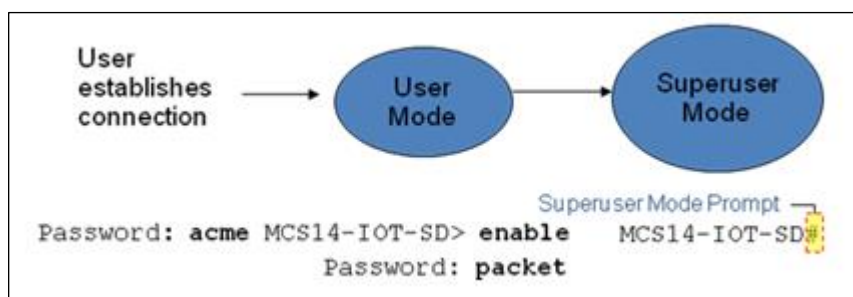 User
establishes
connection
User
Mode
Superuser
Mode
Superuser Mode Prompt
Password: acme MCS14-IOT-SD> enable MCS14-IOT-SD#
Password: packet